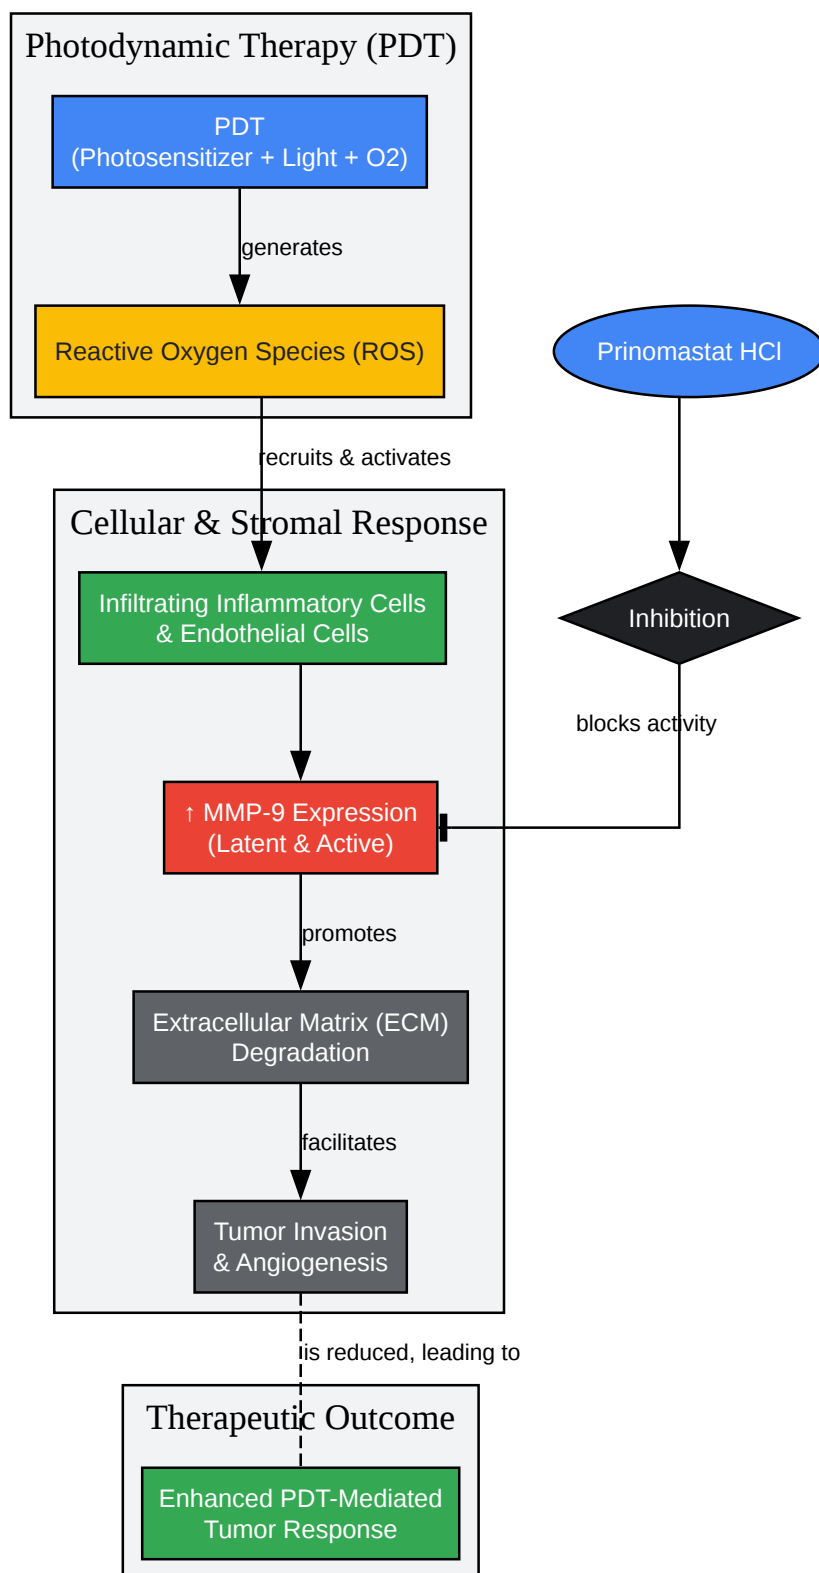 Photodynamic Therapy (PDT)
PDT
(Photosensitizer + Light + O2)
generates
Reactive Oxygen Species (ROS)
Prinomastat HCl
recruits & activates
Cellular & Stromal Response
Infiltrating Inflammatory Cells
& Endothelial Cells
Inhibition
blocks activity
↑ MMP-9 Expression
(Latent & Active)
promotes
Extracellular Matrix (ECM)
Degradation
facilitates
Tumor Invasion
& Angiogenesis
is reduced, leading to
Therapeutic Outcome
Enhanced PDT-Mediated
Tumor Response